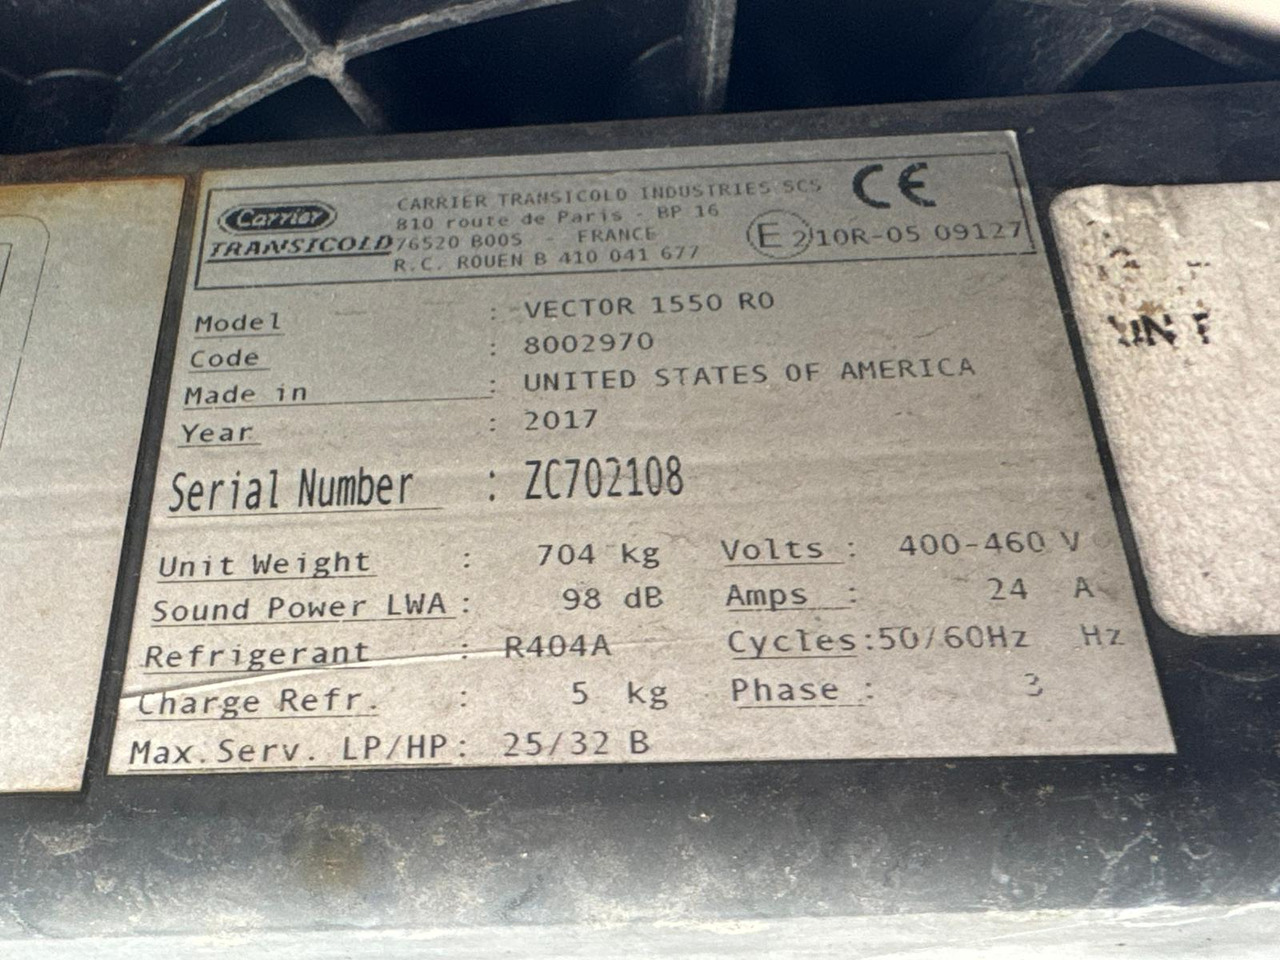 Carrier
TRANSICOLD
CARRIER TRANSICOLD INDUSTRIES SCS
810 route de Paris - BP 16
76520 BOOS - FRANCE
R.C. ROUEN B 410 041 677
CE
E2 10R-05 09127
Model : VECTOR 1550 RO
Code : 8002970
Made in : UNITED STATES OF AMERICA
Year : 2017
Serial Number : ZC702108
Unit Weight : 704 kg Volts : 400-460 V
Sound Power LWA : 98 dB Amps : 24 A
Refrigerant : R404A Cycles : 50/60Hz Hz
Charge Refr. : 5 kg Phase : 3
Max. Serv. LP/HP : 25/32 B